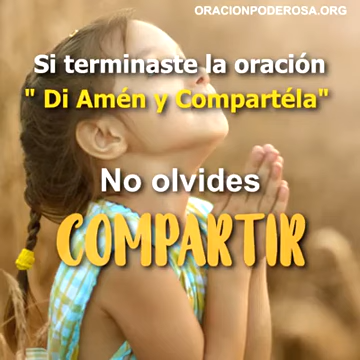 ORACIONPODEROSA.ORG
Si terminaste la oración
" Di Amén y Compartéla"
No olvides
COMPARTIR